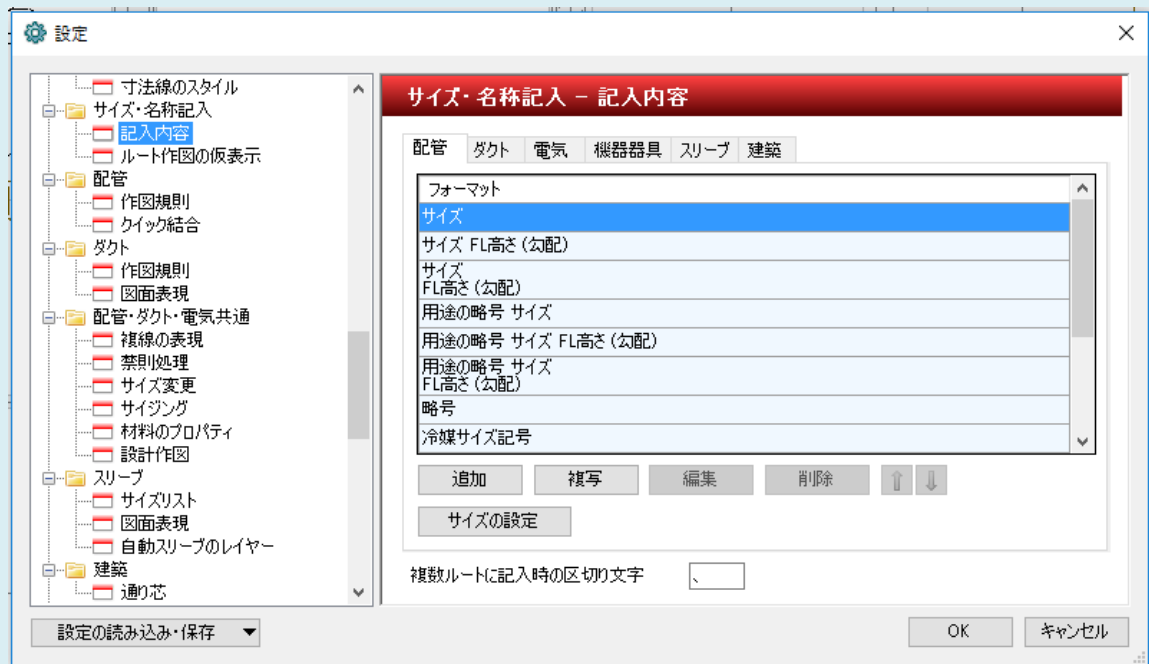 設定
寸法線のスタイル
サイズ・名称記入
記入内容
ルート作図の仮表示
配管
作図規則
クイック結合
ダクト
作図規則
図面表現
配管・ダクト・電気共通
複線の表現
禁則処理
サイズ変更
サイジング
材料のプロパティ
設計作図
スリーブ
サイズリスト
図面表現
自動スリーブのレイヤー
建築
通り芯
設定の読み込み・保存
サイズ・名称記入 − 記入内容
配管 ダクト 電気 機器器具 スリーブ 建築
フォーマット
サイズ
サイズ FL高さ(勾配)
サイズ
FL高さ(勾配)
用途の略号 サイズ
用途の略号 サイズ FL高さ(勾配)
用途の略号 サイズ
FL高さ(勾配)
略号
冷媒サイズ記号
追加 複写 編集 削除 ⇧ ⇩
サイズの設定
複数ルートに記入時の区切り文字 、
OK キャンセル